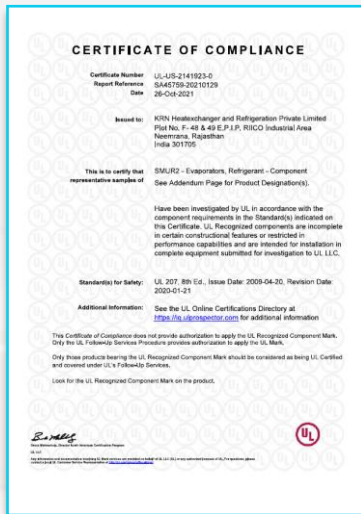 CERTIFICATE OF COMPLIANCE
Certificate Number UL-US-2141923-0
Report Reference SA45759-20210129
Date 26-Oct-2021
Issued to: KRN Heatexchanger and Refrigeration Private Limited
Plot No. F- 48 & 49 E.P.I.P, RIICO Industrial Area
Neemrana, Rajasthan
India 301705
This is to certify that SMUR2 - Evaporators, Refrigerant - Component
representative samples of See Addendum Page for Product Designation(s).
Have been investigated by UL in accordance with the
component requirements in the Standard(s) indicated on
this Certificate. UL Recognized components are incomplete
in certain constructional features or restricted in
performance capabilities and are intended for installation in
complete equipment submitted for investigation to UL LLC.
Standard(s) for Safety: UL 207, 8th Ed., Issue Date: 2009-04-20, Revision Date:
2020-01-21
Additional Information: See the UL Online Certifications Directory at
https://iq.ulprospector.com for additional information
This Certificate of Compliance does not provide authorization to apply the UL Recognized Component Mark.
Only the UL Follow-Up Services Procedure provides authorization to apply the UL Mark.
Only those products bearing the UL Recognized Component Mark should be considered as being UL Certified
and covered under UL's Follow-Up Services.
Look for the UL Recognized Component Mark on the product.
UL